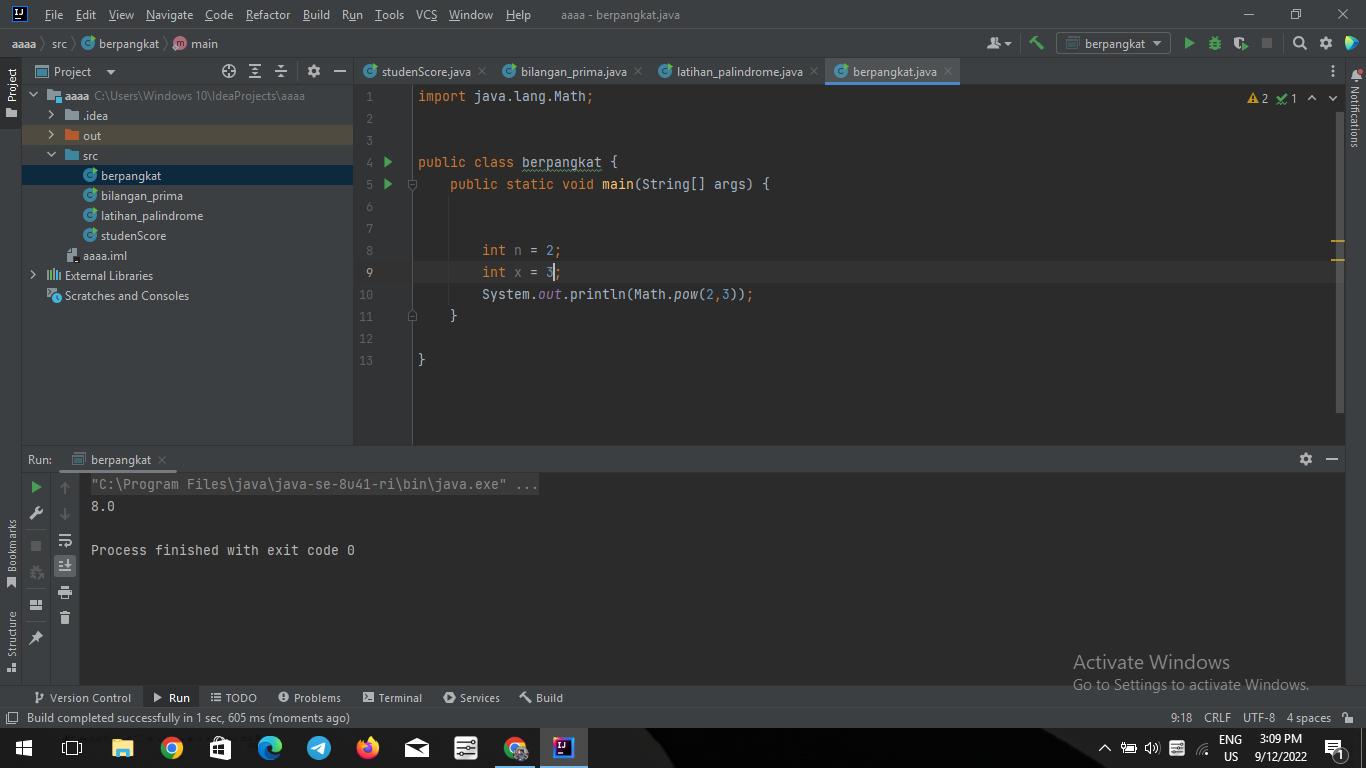 File Edit View Navigate Code Refactor Build Run Tools VCS Window Help aaaa - berpangkat.java
aaaa src berpangkat main berpangkat
Project studenScore.java bilangan_prima.java latihan_palindrome.java berpangkat.java
Project
aaaa C:\Users\Windows 10\IdeaProjects\aaaa
.idea
out
src
berpangkat
bilangan_prima
latihan_palindrome
studenScore
aaaa.iml
External Libraries
Scratches and Consoles
1 import java.lang.Math;
2
3
4 public class berpangkat {
5 public static void main(String[] args) {
6
7
8 int n = 2;
9 int x = 3;
10 System.out.println(Math.pow(2,3));
11 }
12
13 }
2 1
Notifications
Run: berpangkat
"C:\Program Files\java\java-se-8u41-ri\bin\java.exe" ...
8.0
Process finished with exit code 0
Bookmarks
Structure
Activate Windows
Go to Settings to activate Windows.
Version Control Run TODO Problems Terminal Services Build
Build completed successfully in 1 sec, 605 ms (moments ago) 9:18 CRLF UTF-8 4 spaces
ENG
US
3:09 PM
9/12/2022
1